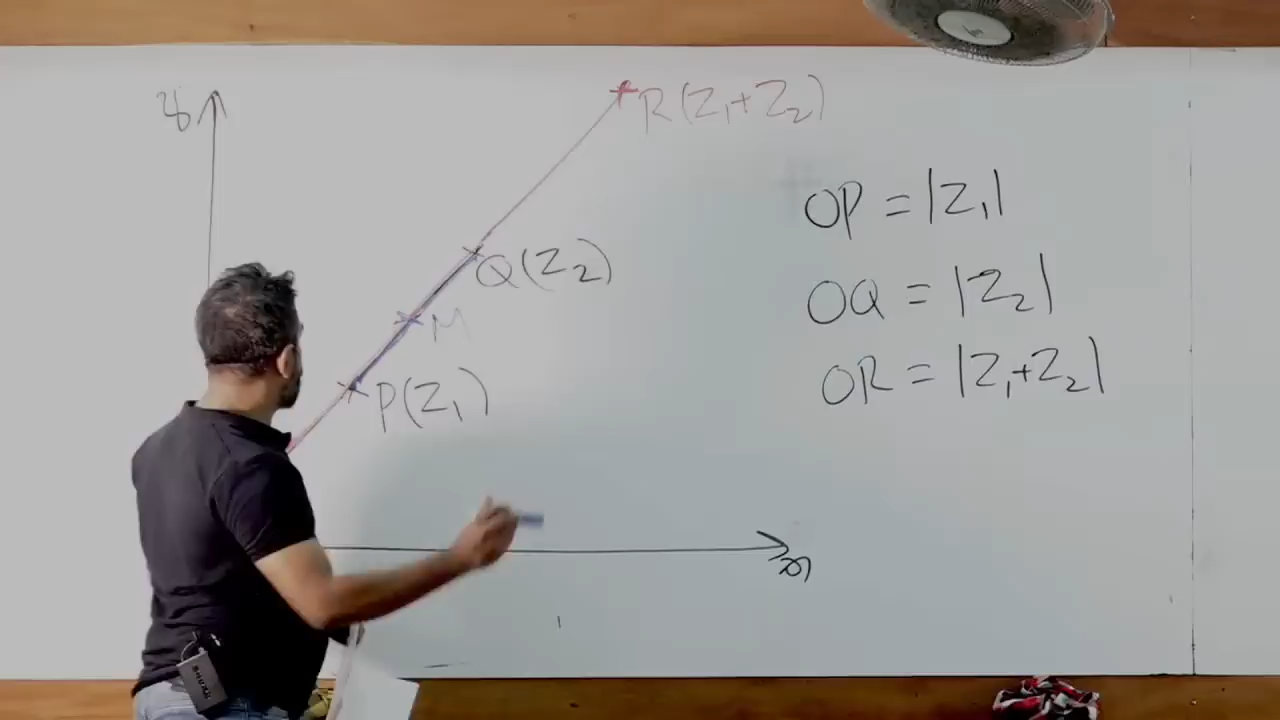 R(Z₁+Z₂)
Q(Z₂)
M
P(Z₁)
OP = |Z₁|
OQ = |Z₂|
OR = |Z₁+Z₂|